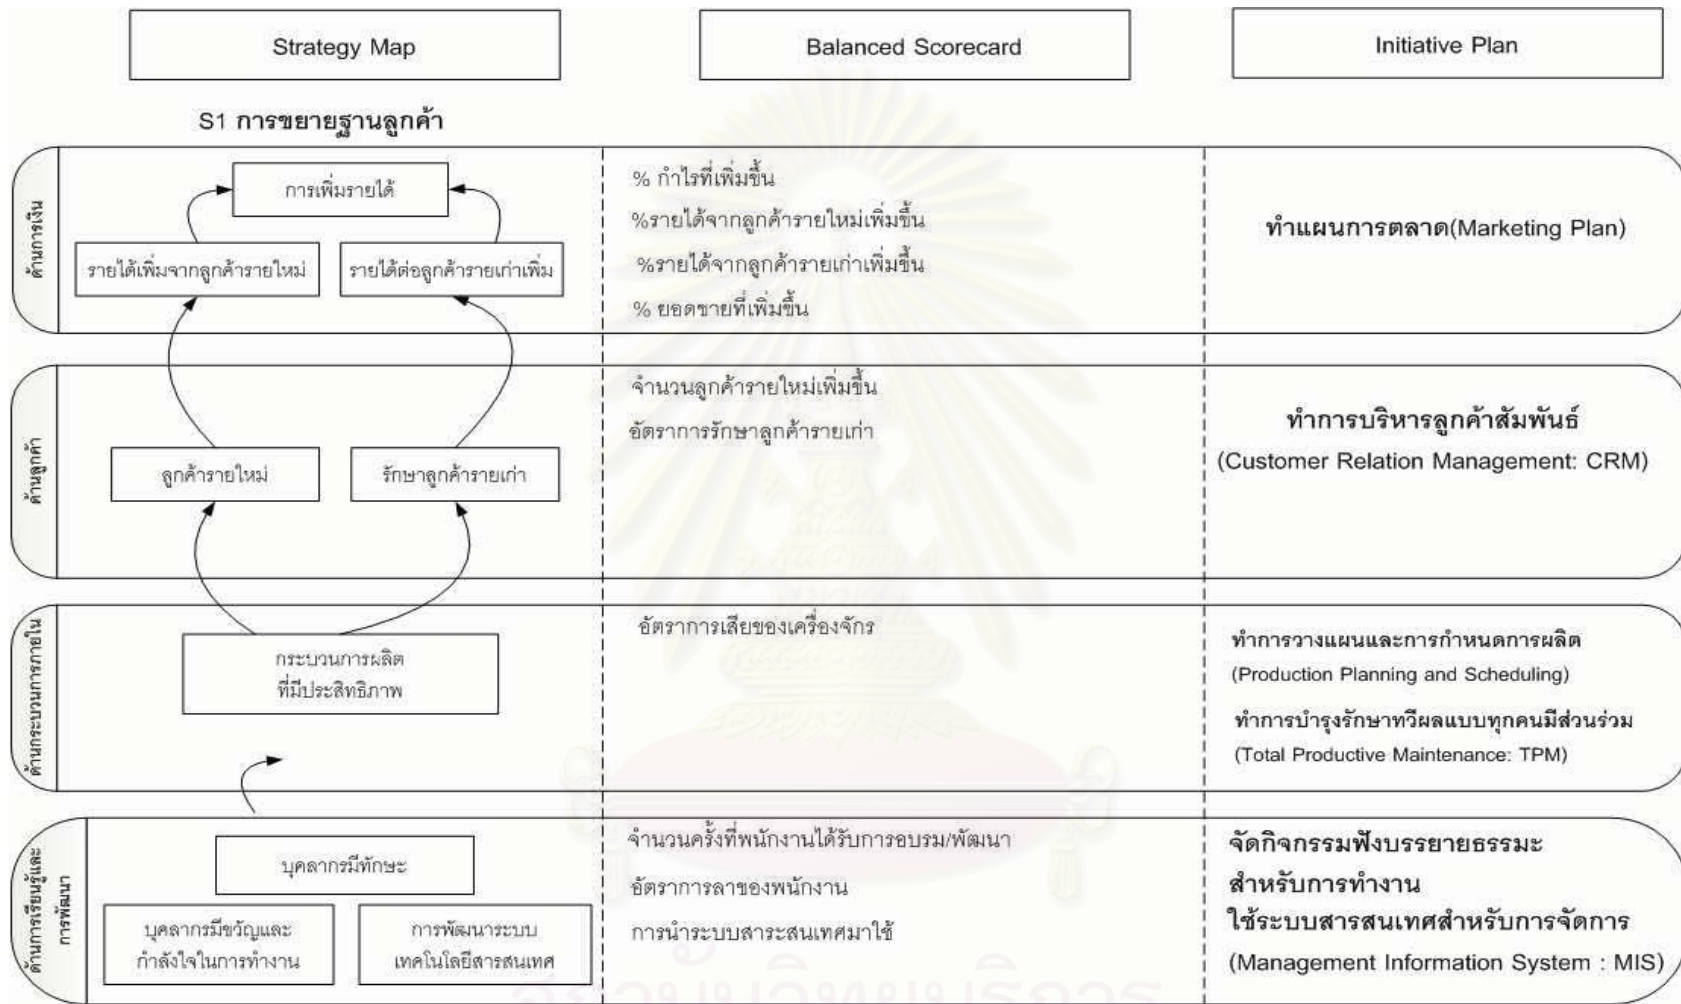 Strategy Map
Balanced Scorecard
Initiative Plan
S1 การขยายฐานลูกค้า
ด้านการเงิน
การเพิ่มรายได้
รายได้เพิ่มจากลูกค้ารายใหม่
รายได้ต่อลูกค้ารายเก่าเพิ่ม
% กำไรที่เพิ่มขึ้น
%รายได้จากลูกค้ารายใหม่เพิ่มขึ้น
%รายได้จากลูกค้ารายเก่าเพิ่มขึ้น
% ยอดขายที่เพิ่มขึ้น
ทำแผนการตลาด(Marketing Plan)
ด้านลูกค้า
ลูกค้ารายใหม่
รักษาลูกค้ารายเก่า
จำนวนลูกค้ารายใหม่เพิ่มขึ้น
อัตราการรักษาลูกค้ารายเก่า
ทำการบริหารลูกค้าสัมพันธ์
(Customer Relation Management: CRM)
ด้านกระบวนการภายใน
กระบวนการผลิต
ที่มีประสิทธิภาพ
อัตราการเสียของเครื่องจักร
ทำการวางแผนและการกำหนดการผลิต
(Production Planning and Scheduling)
ทำการบำรุงรักษาทวีผลแบบทุกคนมีส่วนร่วม
(Total Productive Maintenance: TPM)
ด้านการเรียนรู้และ
การพัฒนา
บุคลากรมีทักษะ
บุคลากรมีขวัญและ
กำลังใจในการทำงาน
การพัฒนาระบบ
เทคโนโลยีสารสนเทศ
จำนวนครั้งที่พนักงานได้รับการอบรม/พัฒนา
อัตราการลาของพนักงาน
การนำระบบสาระสนเทศมาใช้
จัดกิจกรรมฟังบรรยายธรรมะ
สำหรับการทำงาน
ใช้ระบบสารสนเทศสำหรับการจัดการ
(Management Information System : MIS)
สถาบันวิทยบริการ